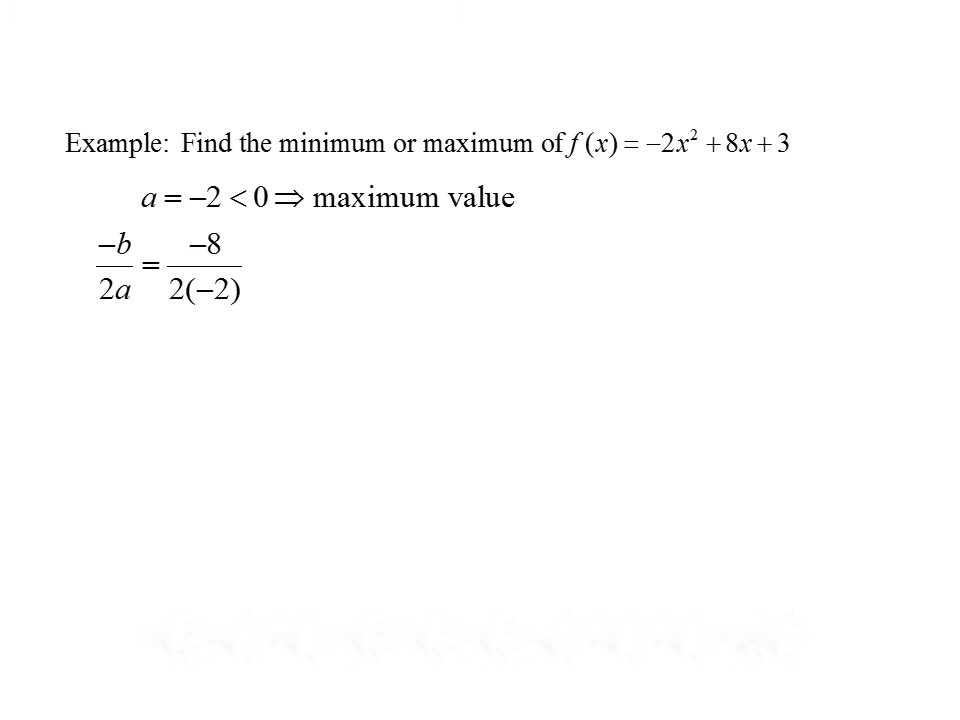 Example: Find the minimum or maximum of f (x) = −2x² + 8x + 3
a = −2 < 0 ⇒ maximum value
−b/2a = −8/2(−2)